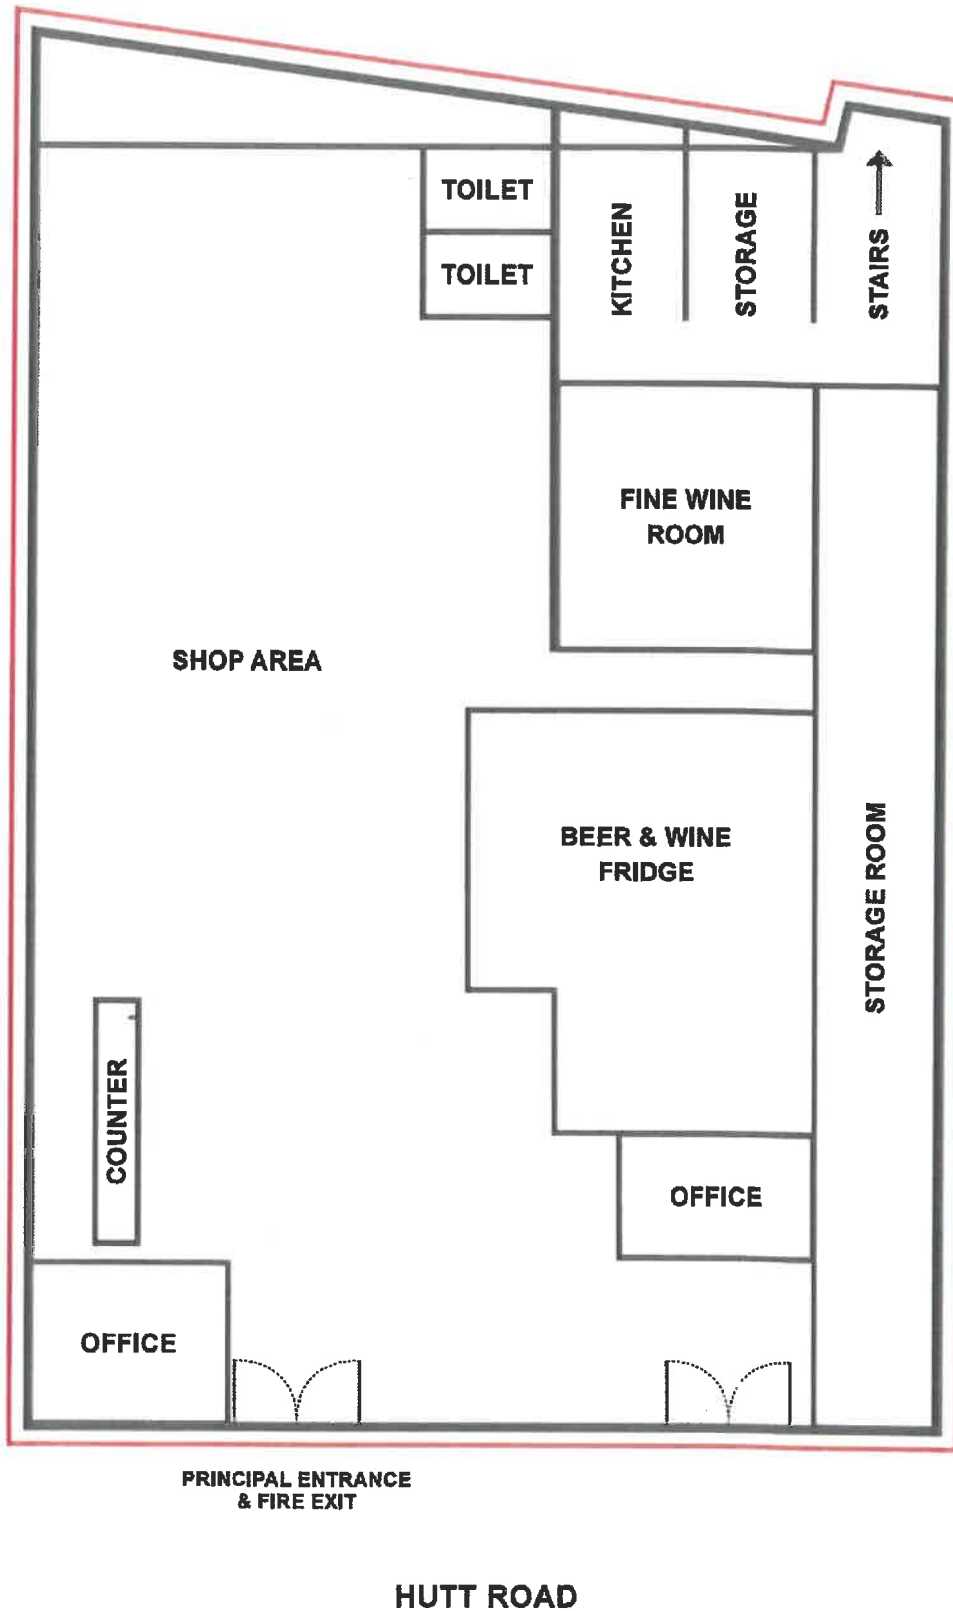 TOILET
TOILET
KITCHEN
STORAGE
STAIRS
FINE WINE
ROOM
SHOP AREA
BEER & WINE
FRIDGE
STORAGE ROOM
COUNTER
OFFICE
OFFICE
PRINCIPAL ENTRANCE
& FIRE EXIT
HUTT ROAD